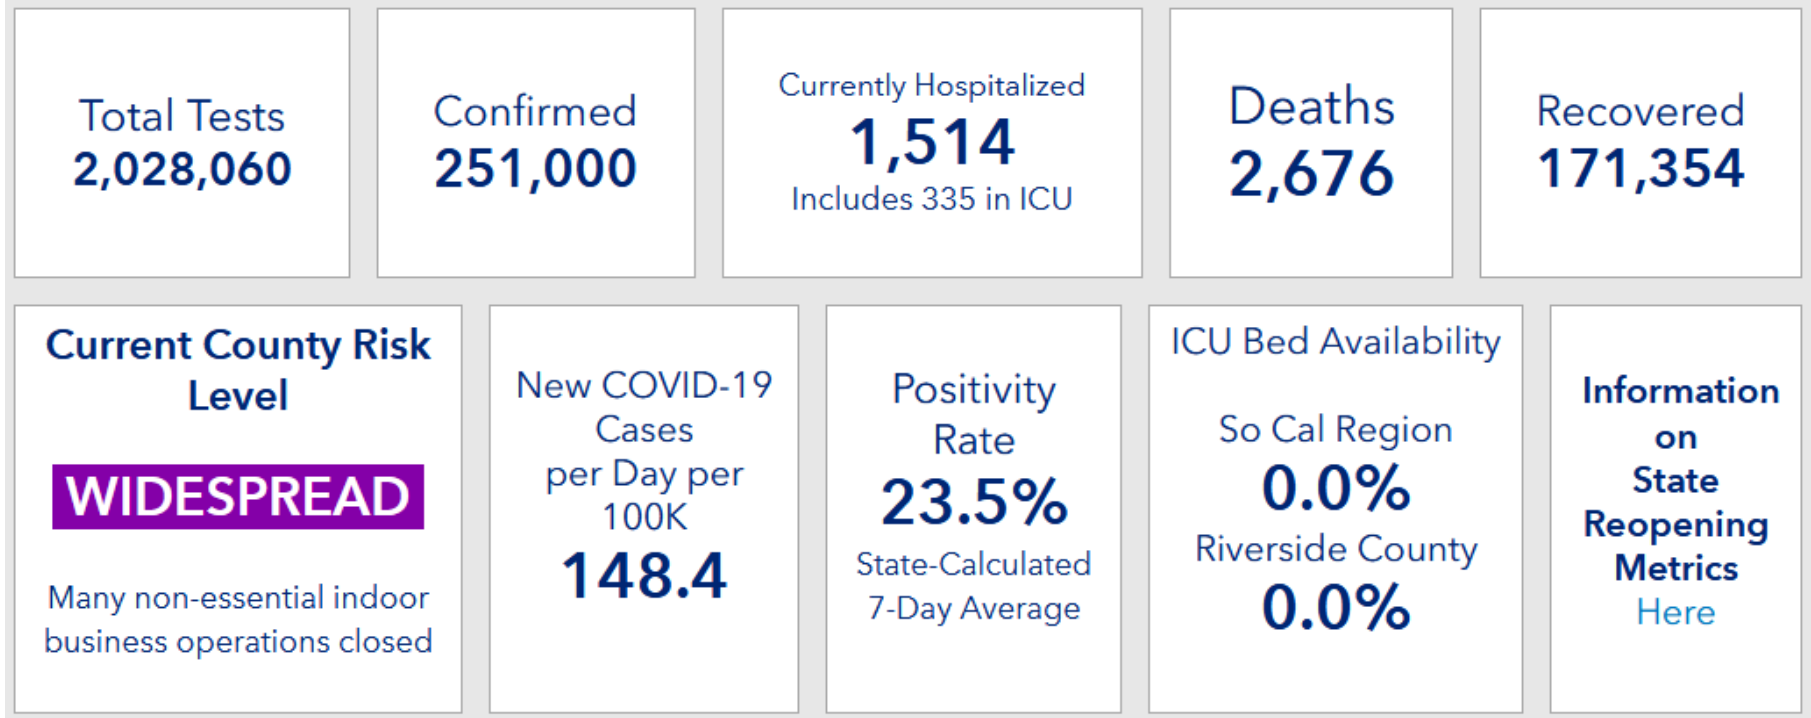 Total Tests
2,028,060
Confirmed
251,000
Currently Hospitalized
1,514
Includes 335 in ICU
Deaths
2,676
Recovered
171,354
Current County Risk
Level
WIDESPREAD
Many non-essential indoor
business operations closed
New COVID-19
Cases
per Day per
100K
148.4
Positivity
Rate
23.5%
State-Calculated
7-Day Average
ICU Bed Availability
So Cal Region
0.0%
Riverside County
0.0%
Information
on
State
Reopening
Metrics
Here